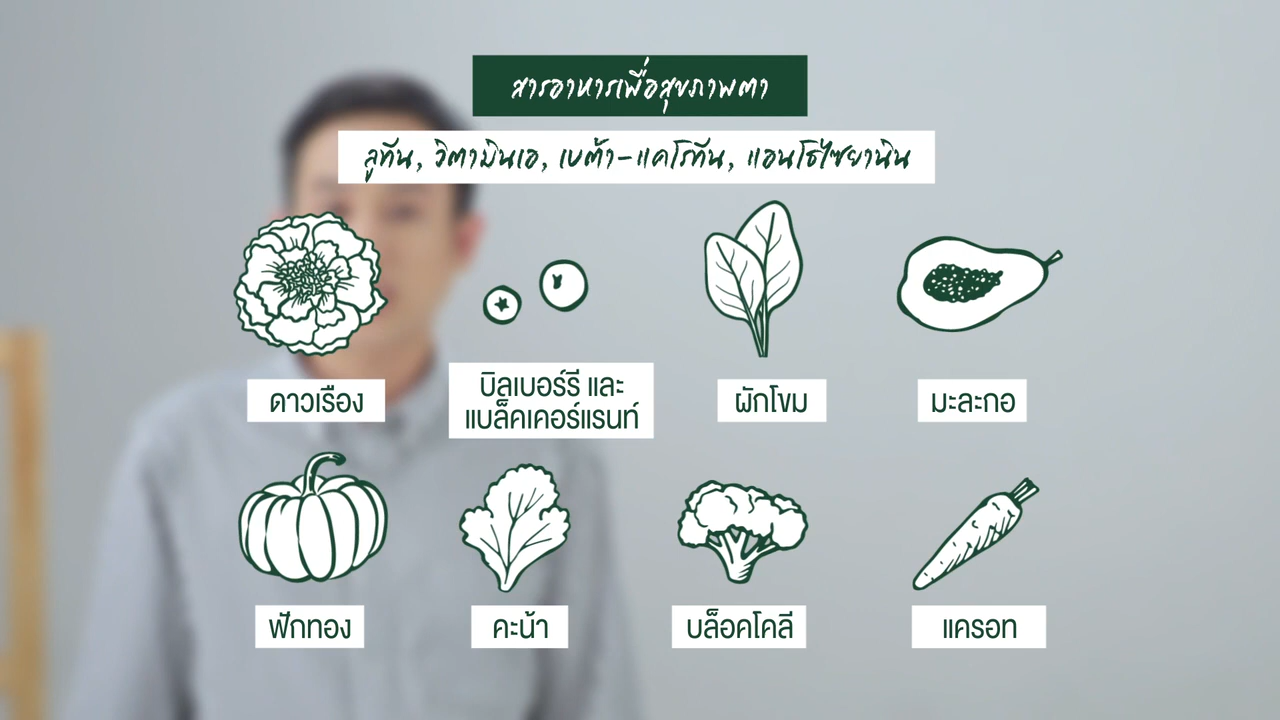 สารอาหารเพื่อสุขภาพตา
ลูทีน, วิตามินเอ, เบต้า-แคโรทีน, แอนโธไซยานิน
ดาวเรือง
บิลเบอร์รี และ
แบล็คเคอร์แรนท์
ผักโขม
มะละกอ
ฟักทอง
คะน้า
บล็อคโคลี
แครอท